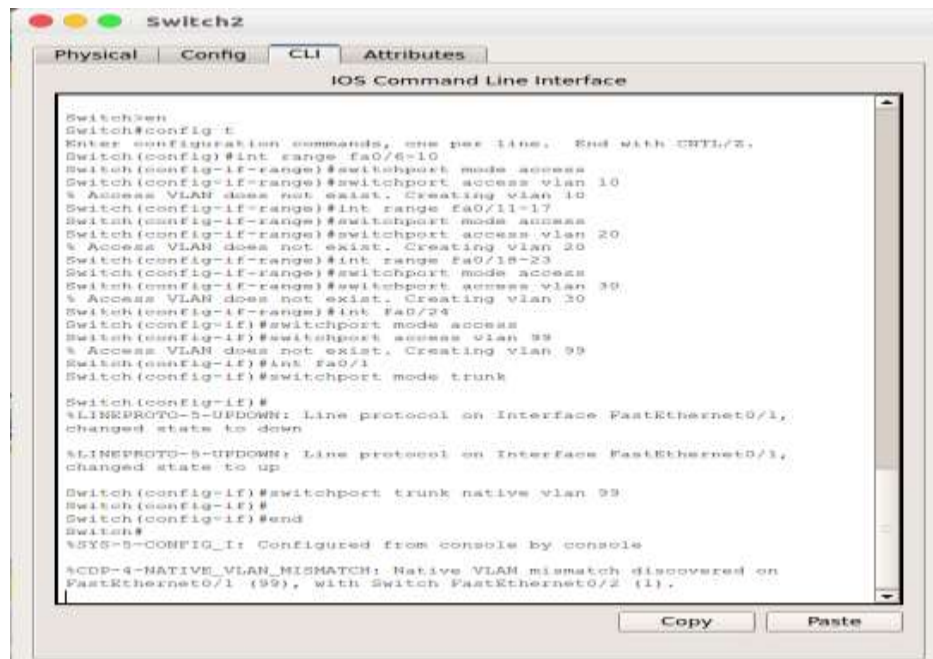 Switch2
Physical Config CLI Attributes
IOS Command Line Interface
Switch>en
Switch#config t
Enter configuration commands, one per line. End with CNTL/Z.
Switch(config)#int range fa0/6-10
Switch(config-if-range)#switchport mode access
Switch(config-if-range)#switchport access vlan 10
% Access VLAN does not exist. Creating vlan 10
Switch(config-if-range)#int range fa0/11-17
Switch(config-if-range)#switchport mode access
Switch(config-if-range)#switchport access vlan 20
% Access VLAN does not exist. Creating vlan 20
Switch(config-if-range)#int range fa0/18-23
Switch(config-if-range)#switchport mode access
Switch(config-if-range)#switchport access vlan 30
% Access VLAN does not exist. Creating vlan 30
Switch(config-if-range)#int fa0/24
Switch(config-if)#switchport mode access
Switch(config-if)#switchport access vlan 99
% Access VLAN does not exist. Creating vlan 99
Switch(config-if)#int fa0/1
Switch(config-if)#switchport mode trunk
Switch(config-if)#
%LINEPROTO-5-UPDOWN: Line protocol on Interface FastEthernet0/1,
changed state to down
%LINEPROTO-5-UPDOWN: Line protocol on Interface FastEthernet0/1,
changed state to up
Switch(config-if)#switchport trunk native vlan 99
Switch(config-if)#
Switch(config-if)#end
Switch#
%SYS-5-CONFIG_I: Configured from console by console
%CDP-4-NATIVE_VLAN_MISMATCH: Native VLAN mismatch discovered on
FastEthernet0/1 (99), with Switch FastEthernet0/2 (1).
Copy Paste